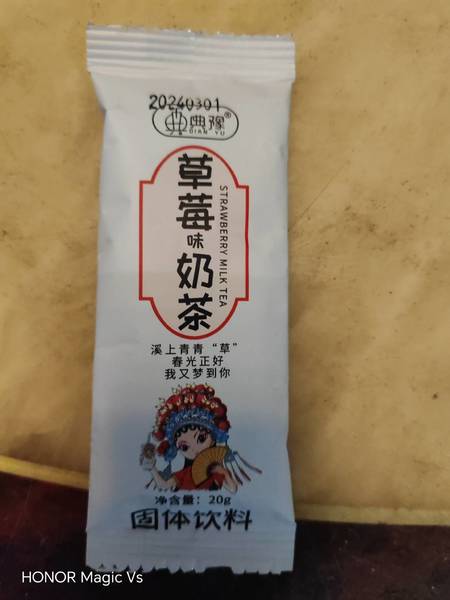 20240301
典豫®
DIAN YU
草莓味奶茶
STRAWBERRY MILK TEA
溪上青青“草”
春光正好
我又梦到你
净含量：20g
固体饮料
HONOR Magic Vs